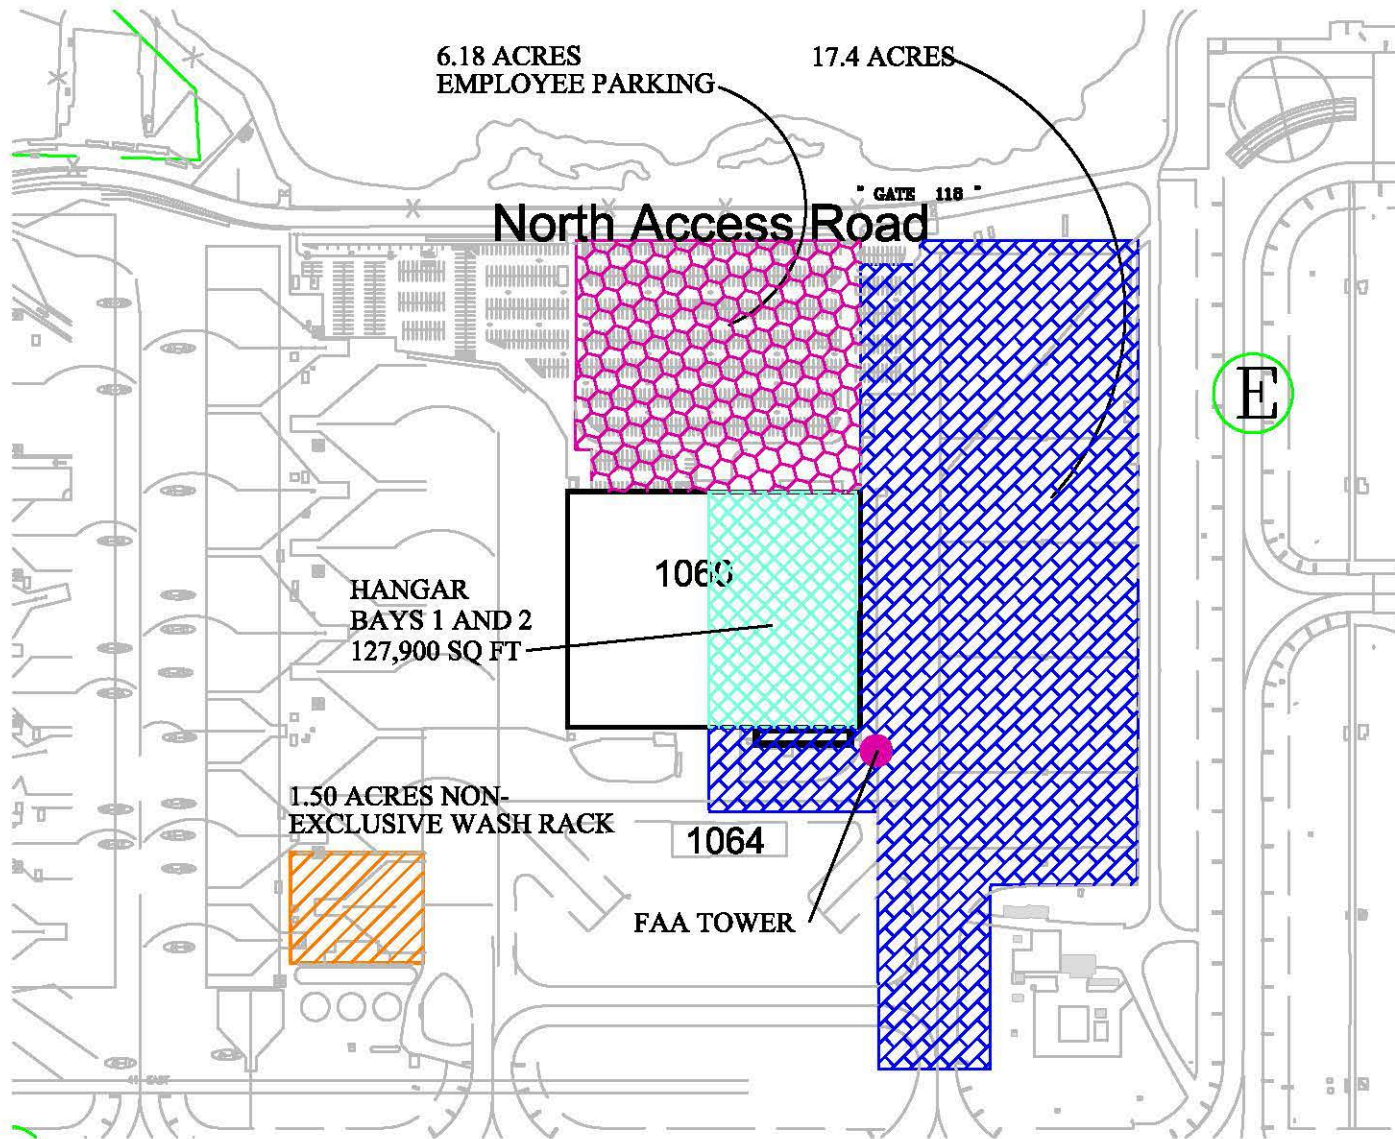 6.18 ACRES
EMPLOYEE PARKING
17.4 ACRES
" GATE 118 "
North Access Road
E
HANGAR
BAYS 1 AND 2
127,900 SQ FT
1.50 ACRES NON-
EXCLUSIVE WASH RACK
1064
FAA TOWER